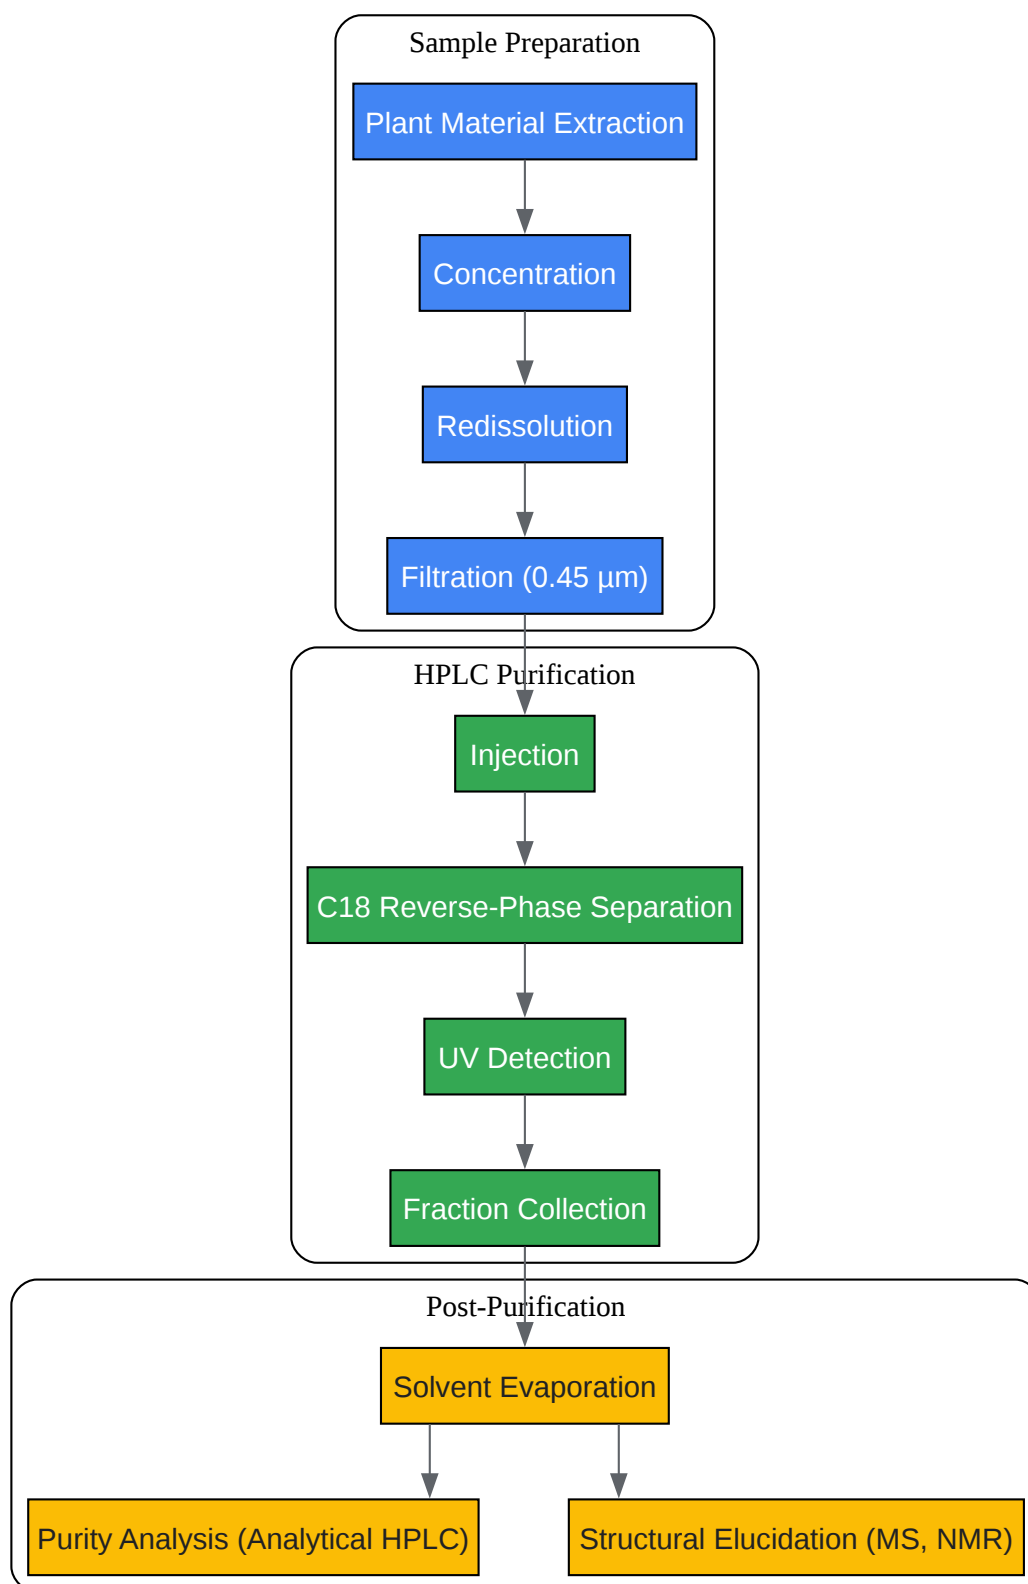 Sample Preparation
Plant Material Extraction
Concentration
Redissolution
Filtration (0.45 µm)
HPLC Purification
Injection
C18 Reverse-Phase Separation
UV Detection
Fraction Collection
Post-Purification
Solvent Evaporation
Purity Analysis (Analytical HPLC)
Structural Elucidation (MS, NMR)